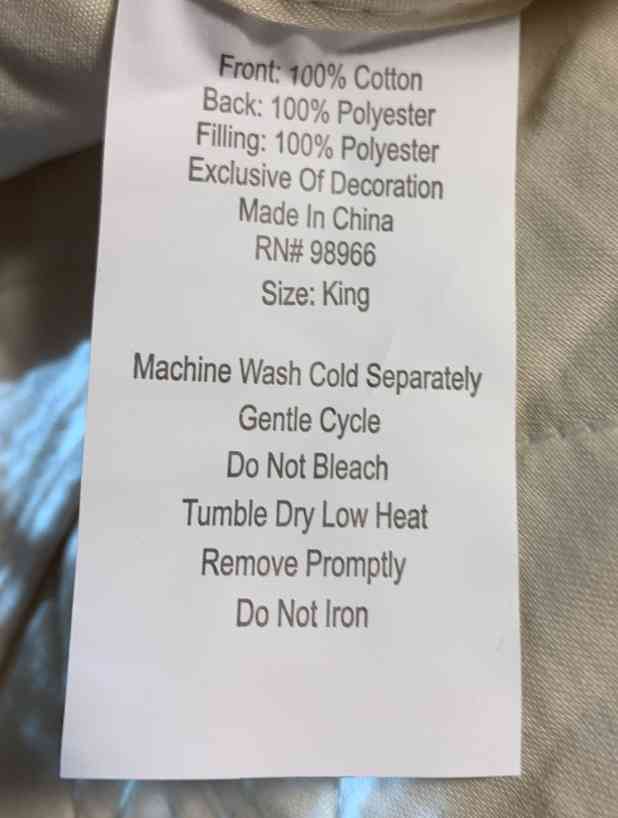 Front: 100% Cotton
Back: 100% Polyester
Filling: 100% Polyester
Exclusive Of Decoration
Made In China
RN# 98966
Size: King
Machine Wash Cold Separately
Gentle Cycle
Do Not Bleach
Tumble Dry Low Heat
Remove Promptly
Do Not Iron